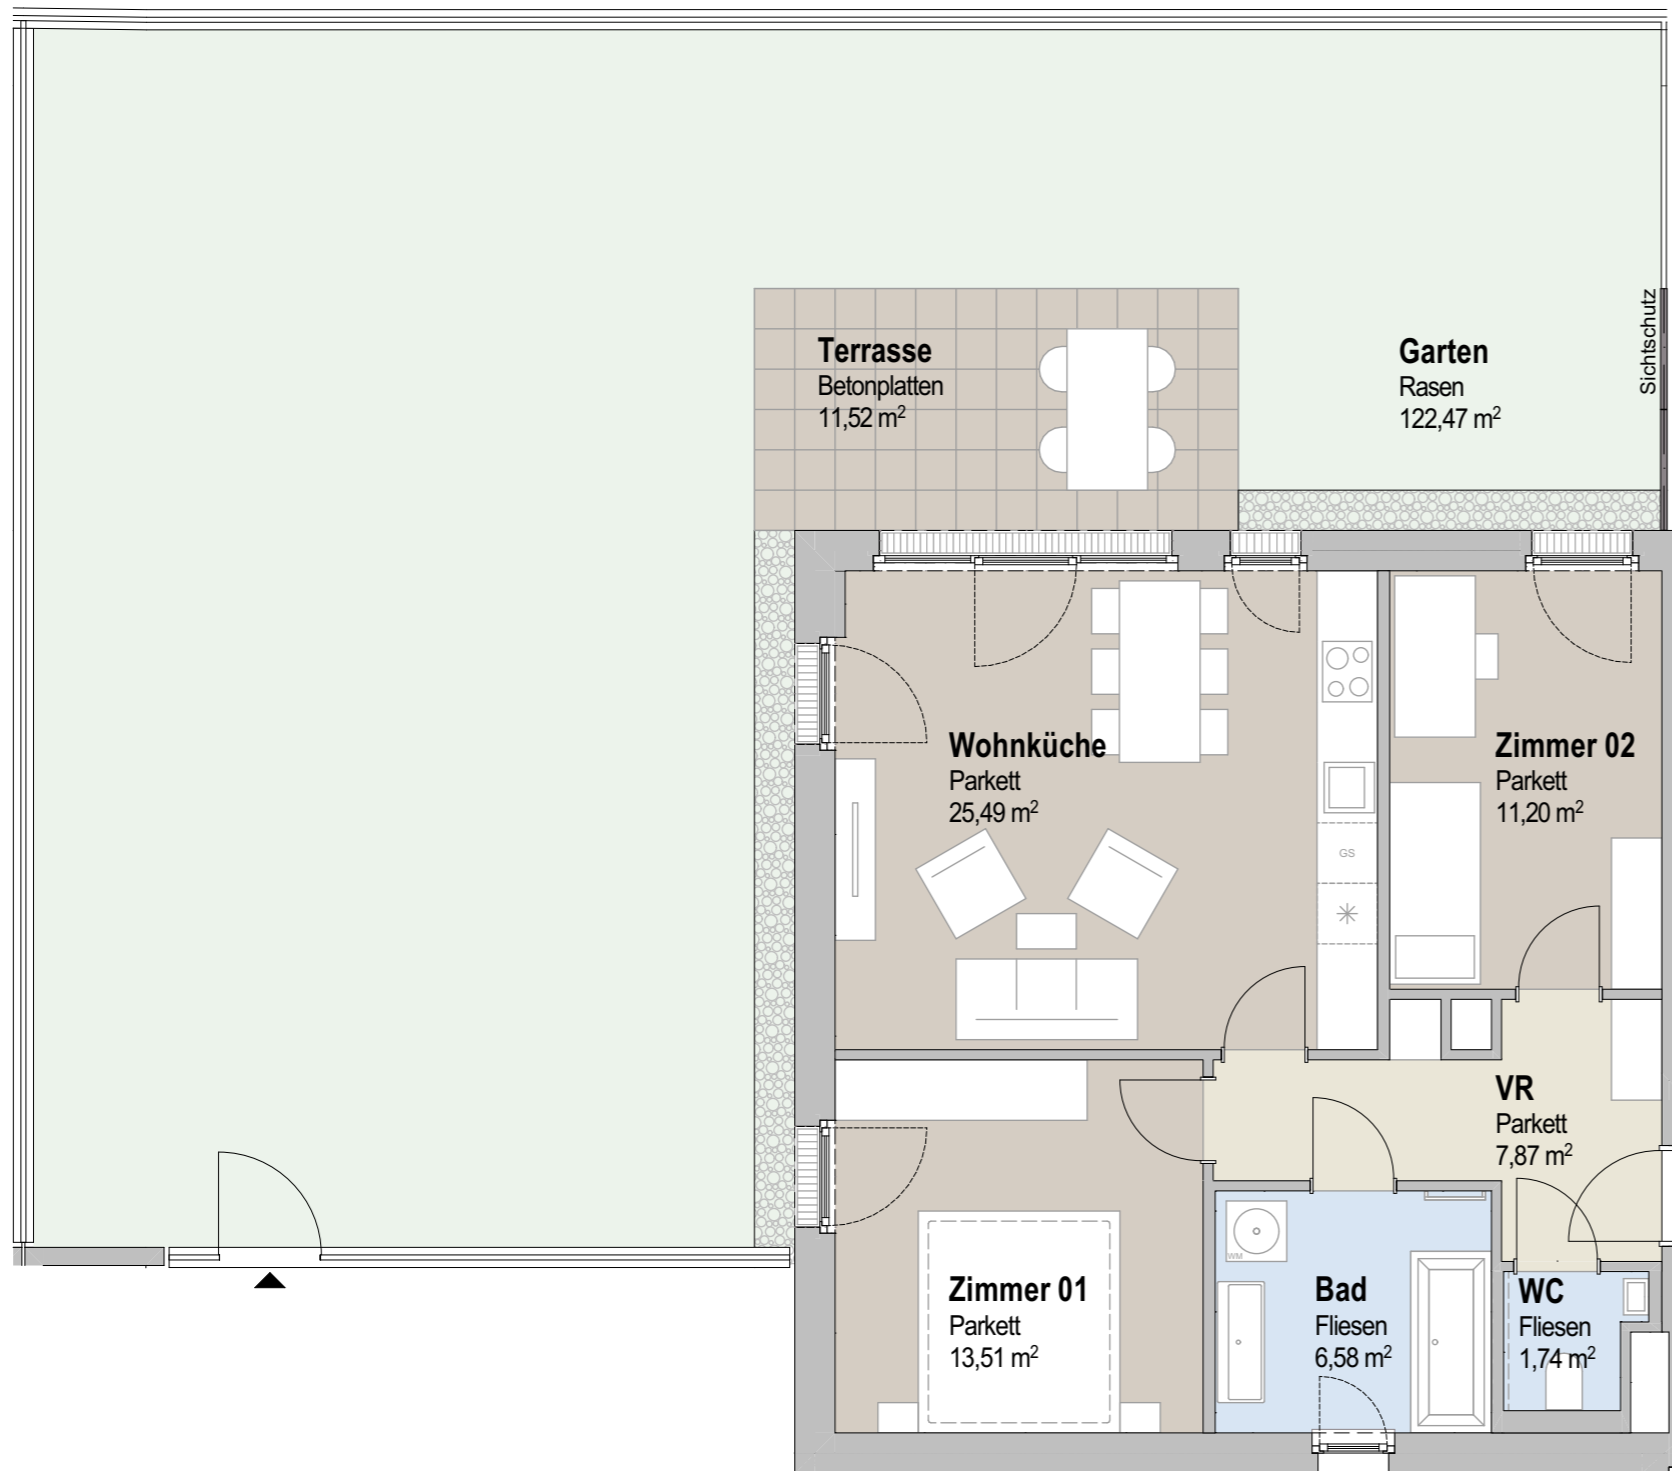 Terrasse
Betonplatten
11,52 m²
Garten
Rasen
122,47 m²
Sichtschutz
Wohnküche
Parkett
25,49 m²
Zimmer 02
Parkett
11,20 m²
GS
VR
Parkett
7,87 m²
WM
Zimmer 01
Parkett
13,51 m²
Bad
Fliesen
6,58 m²
WC
Fliesen
1,74 m²